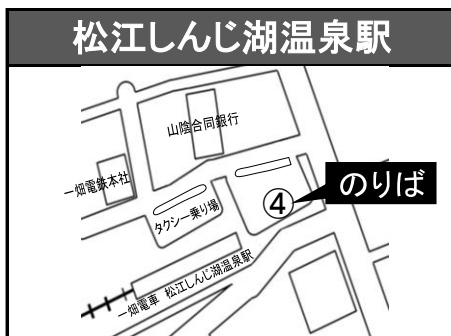 松江しんじ湖温泉駅
山陰合同銀行
一畑電鉄本社
のりば
④
タクシー乗り場
一畑電車 松江しんじ湖温泉駅